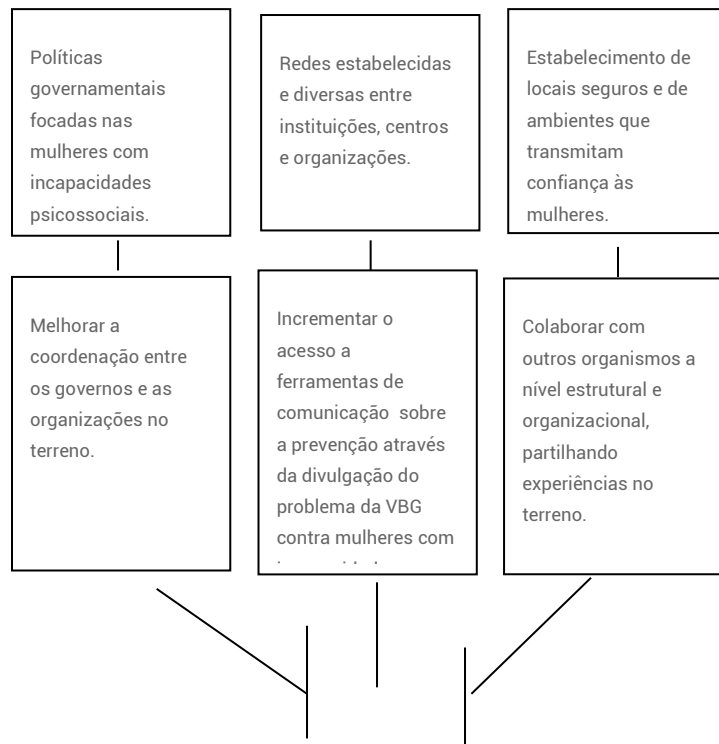 Políticas
governamentais
focadas nas
mulheres com
incapacidades
psicossociais.
Redes estabelecidas
e diversas entre
instituições, centros
e organizações.
Estabelecimento de
locais seguros e de
ambientes que
transmitam
confiança às
mulheres.
Melhorar a
coordenação entre
os governos e as
organizações no
terreno.
Incrementar o
acesso a
ferramentas de
comunicação  sobre
a prevenção através
da divulgação do
problema da VBG
contra mulheres com
Colaborar com
outros organismos a
nível estrutural e
organizacional,
partilhando
experiências no
terreno.